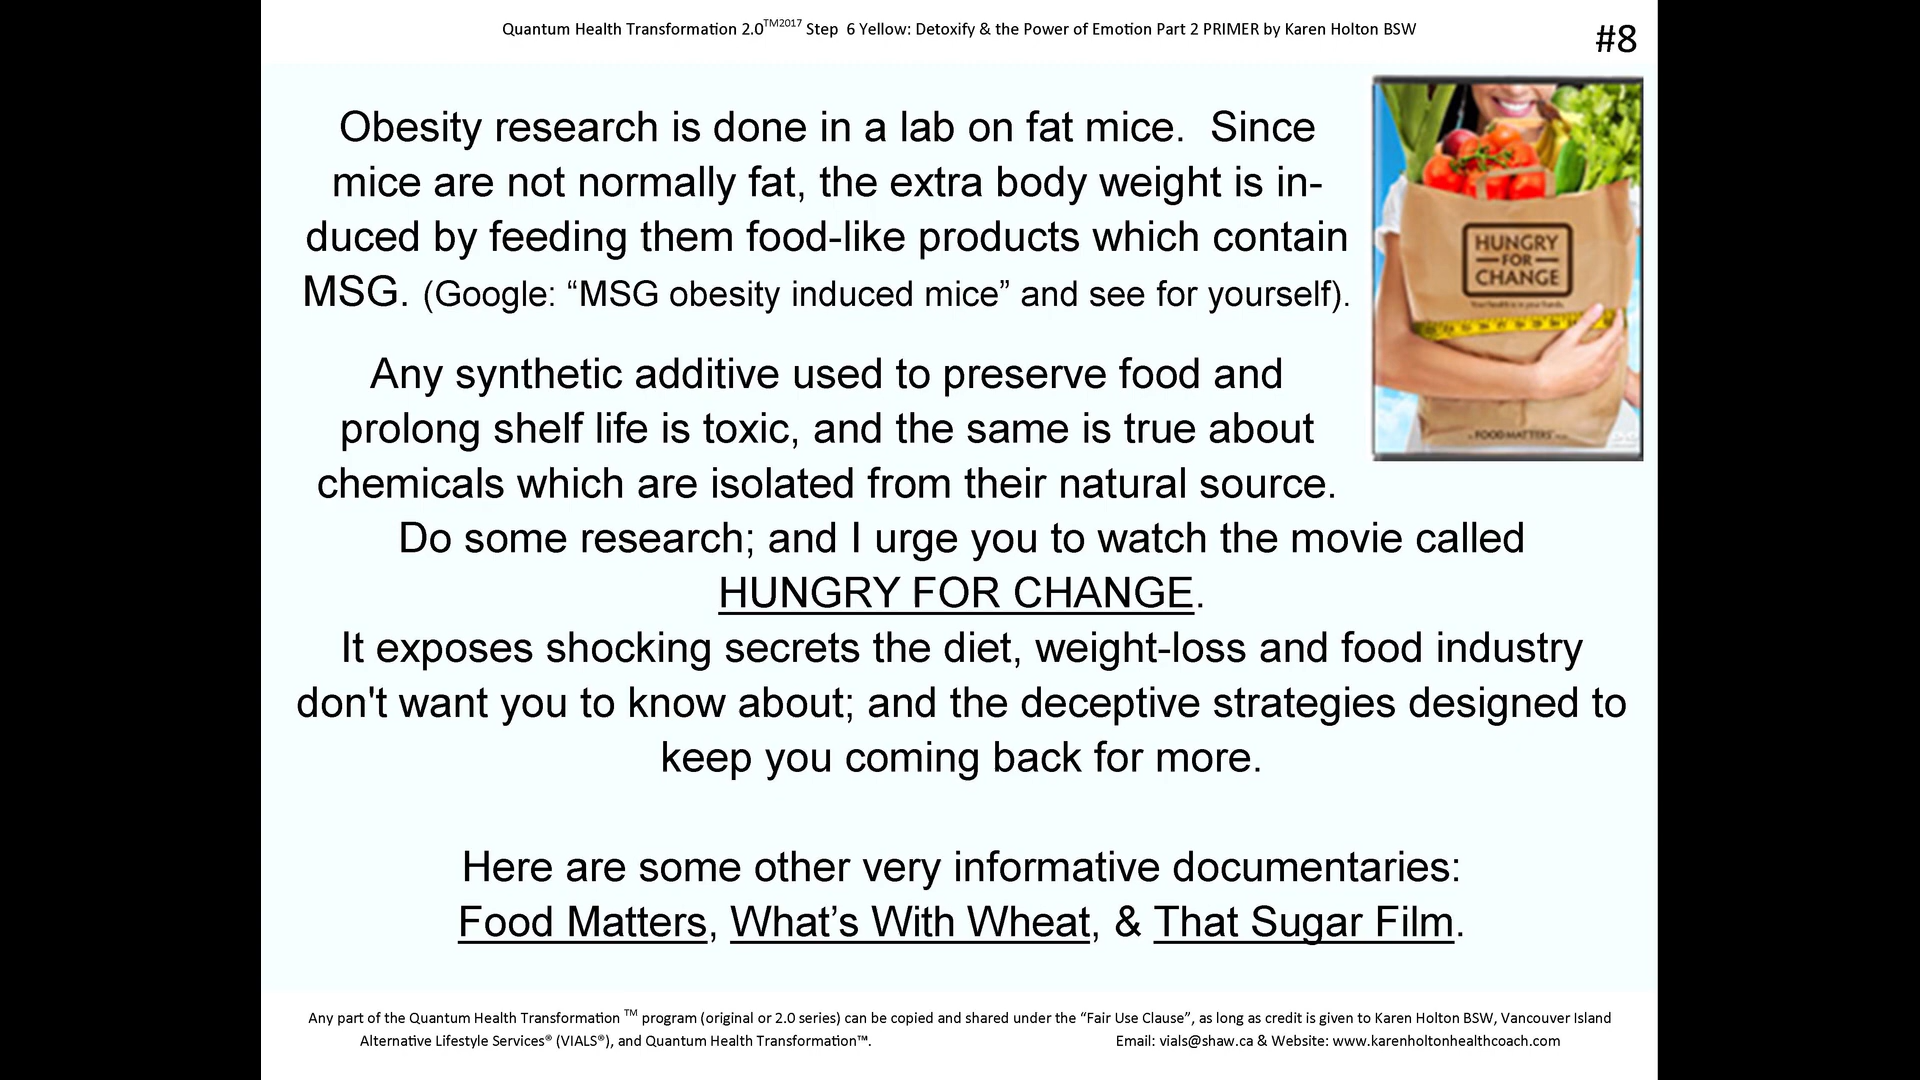 Quantum Health Transformation 2.0TM2017 Step 6 Yellow: Detoxify & the Power of Emotion Part 2 PRIMER by Karen Holton BSW
#8
Obesity research is done in a lab on fat mice. Since
mice are not normally fat, the extra body weight is in-
duced by feeding them food-like products which contain
MSG. (Google: “MSG obesity induced mice” and see for yourself).
HUNGRY
FOR
CHANGE
Your health is in your hands.
FOOD MATTERS
Any synthetic additive used to preserve food and
prolong shelf life is toxic, and the same is true about
chemicals which are isolated from their natural source.
Do some research; and I urge you to watch the movie called
HUNGRY FOR CHANGE.
It exposes shocking secrets the diet, weight-loss and food industry
don't want you to know about; and the deceptive strategies designed to
keep you coming back for more.
Here are some other very informative documentaries:
Food Matters, What’s With Wheat, & That Sugar Film.
Any part of the Quantum Health Transformation TM program (original or 2.0 series) can be copied and shared under the “Fair Use Clause”, as long as credit is given to Karen Holton BSW, Vancouver Island
Alternative Lifestyle Services® (VIALS®), and Quantum Health Transformation™. Email: vials@shaw.ca & Website: www.karenholtonhealthcoach.com